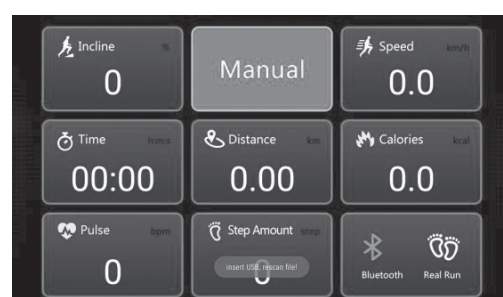 Incline %
0
Manual
Speed km/h
0.0
Time h:m:s
00:00
Distance km
0.00
Calories kcal
0.0
Pulse bpm
0
Step Amount step
0
insert USB, rescan file!
Bluetooth
Real Run